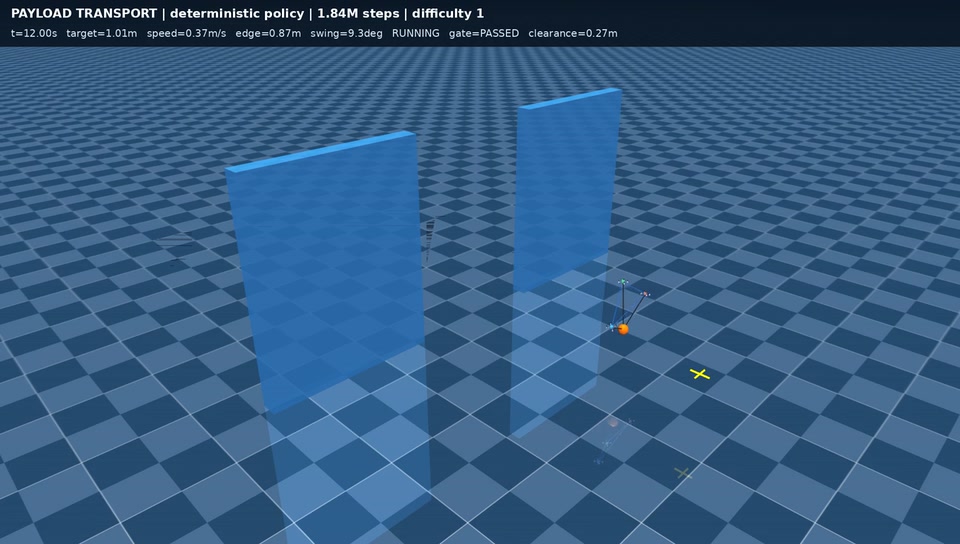 PAYLOAD TRANSPORT | deterministic policy | 1.84M steps | difficulty 1
t=12.00s target=1.01m speed=0.37m/s edge=0.87m swing=9.3deg RUNNING gate=PASSED clearance=0.27m